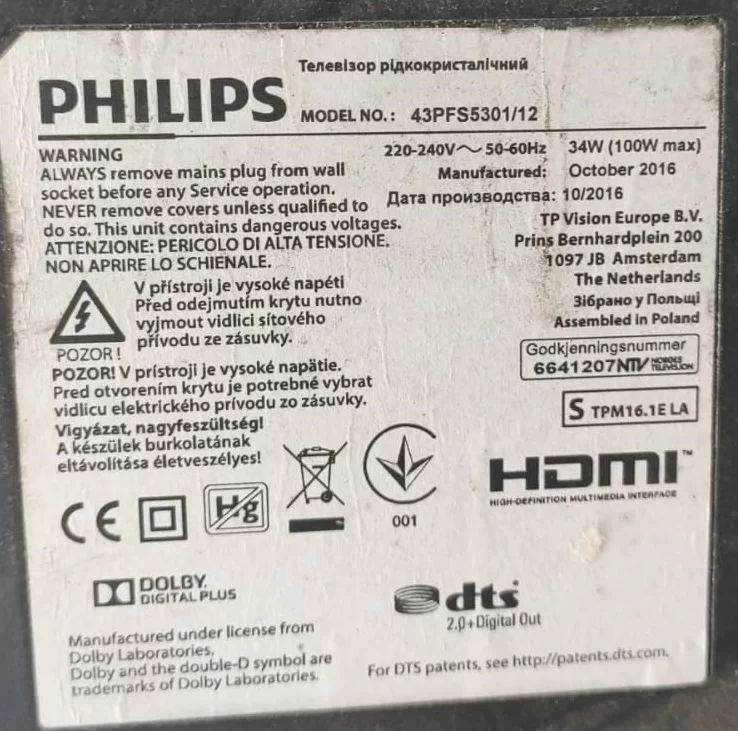 Телевізор рідкокристалічний
PHILIPS MODEL NO.: 43PFS5301/12
220-240V~ 50-60Hz 34W (100W max)
Manufactured: October 2016
Дата производства: 10/2016
TP Vision Europe B.V.
Prins Bernhardplein 200
1097 JB Amsterdam
The Netherlands
Зібрано у Польщі
Assembled in Poland
WARNING
ALWAYS remove mains plug from wall
socket before any Service operation.
NEVER remove covers unless qualified to
do so. This unit contains dangerous voltages.
ATTENZIONE: PERICOLO DI ALTA TENSIONE.
NON APRIRE LO SCHIENALE.
V přístroji je vysoké napétí
Před odejmutím krytu nutno
vyjmout vidlici sítového
přívodu ze zásuvky.
POZOR!
POZOR! V prístroji je vysoké napätie.
Pred otvorením krytu je potrebné vybrat
vidlicu elektrického prívodu zo zásuvky.
Vigyázat, nagyfeszültség!
A készülek burkolatának
eltávolítása életveszélyes!
Godkjenningsnummer
6641207NTV NORGES
TELEVISJON
S TPM16.1E LA
CE
Hg
001
HDMI™
HIGH-DEFINITION MULTIMEDIA INTERFACE
DOLBY
DIGITAL PLUS
dts
2.0+Digital Out
Manufactured under license from
Dolby Laboratories.
Dolby and the double-D symbol are
trademarks of Dolby Laboratories.
For DTS patents, see http://patents.dts.com.